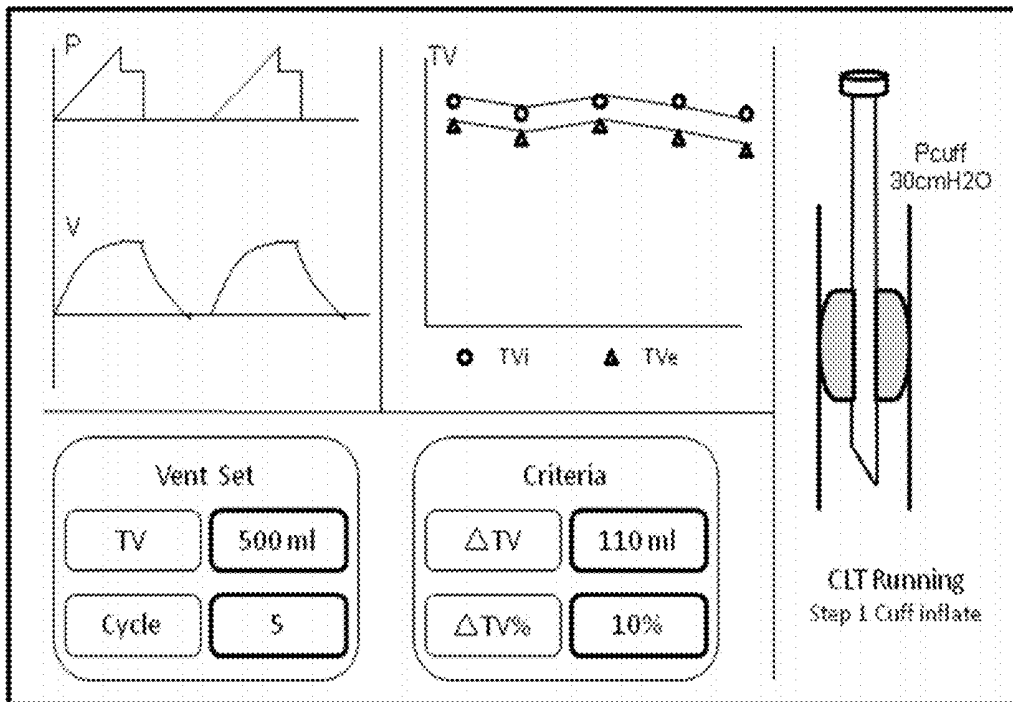 P
V
TV
TVi
TVe
Pcuff
30cmH2O
Vent Set
TV
500 ml
Cycle
5
Criteria
△TV
110 ml
△TV%
10%
CLT Running
Step 1 Cuff inflate